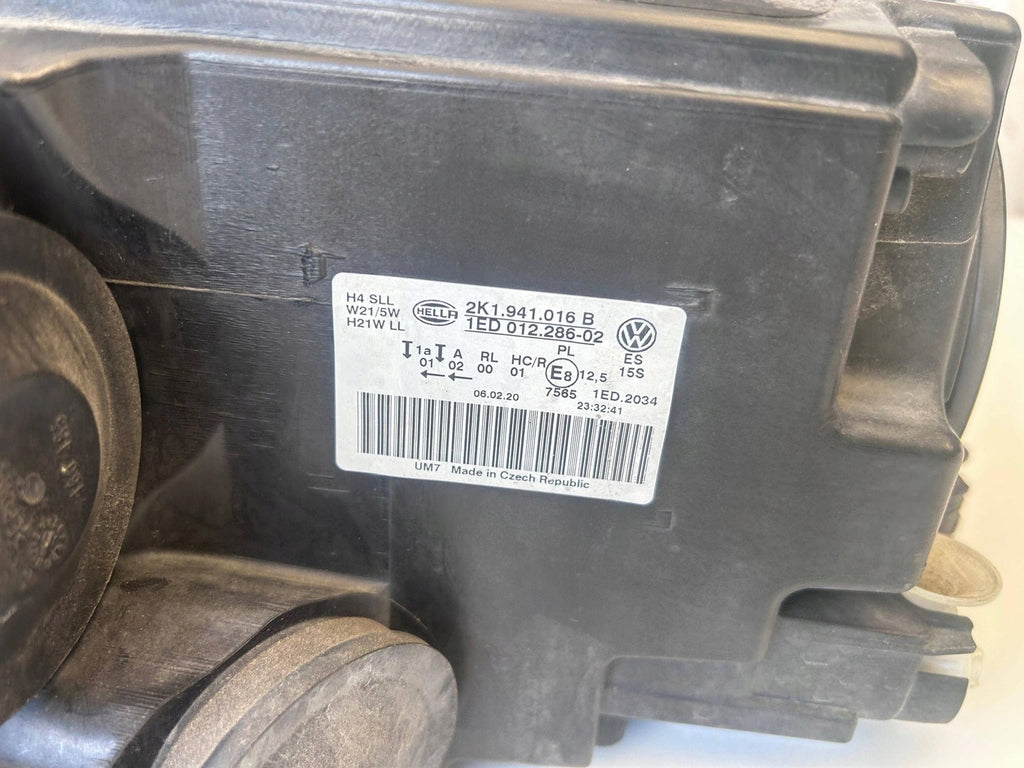 H4 SLL
W21/5W
H21W LL
HELLA
2K1.941.016 B
1ED 012.286-02
1a A RL HC/R PL ES
01 02 00 01 E8 12,5 15S
7565 1ED.2034
06.02.20 23:32:41
UM7 Made in Czech Republic